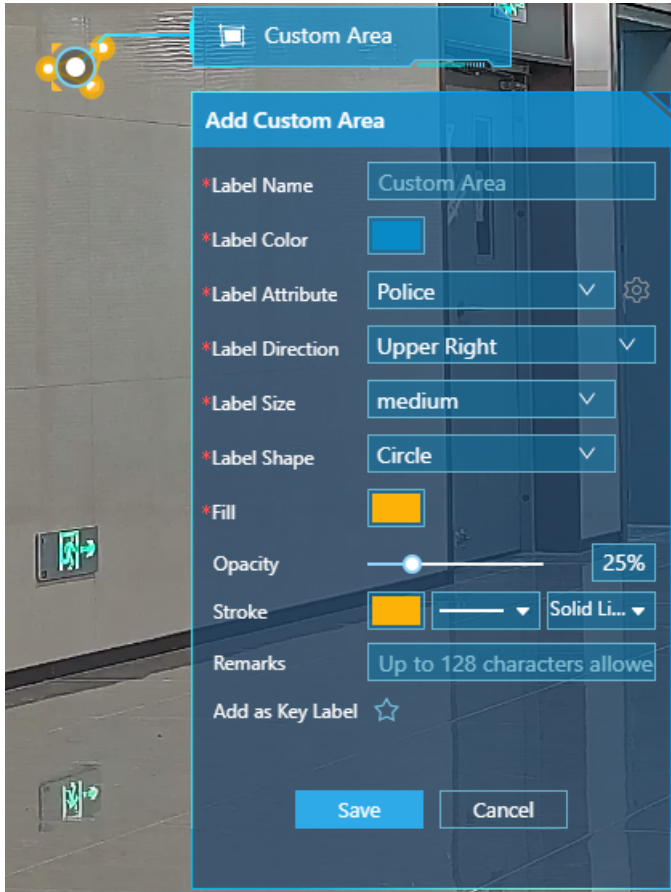 Custom Area
Add Custom Area
*Label Name Custom Area
*Label Color
*Label Attribute Police
*Label Direction Upper Right
*Label Size medium
*Label Shape Circle
*Fill
Opacity 25%
Stroke Solid Li...
Remarks Up to 128 characters allowe
Add as Key Label
Save Cancel